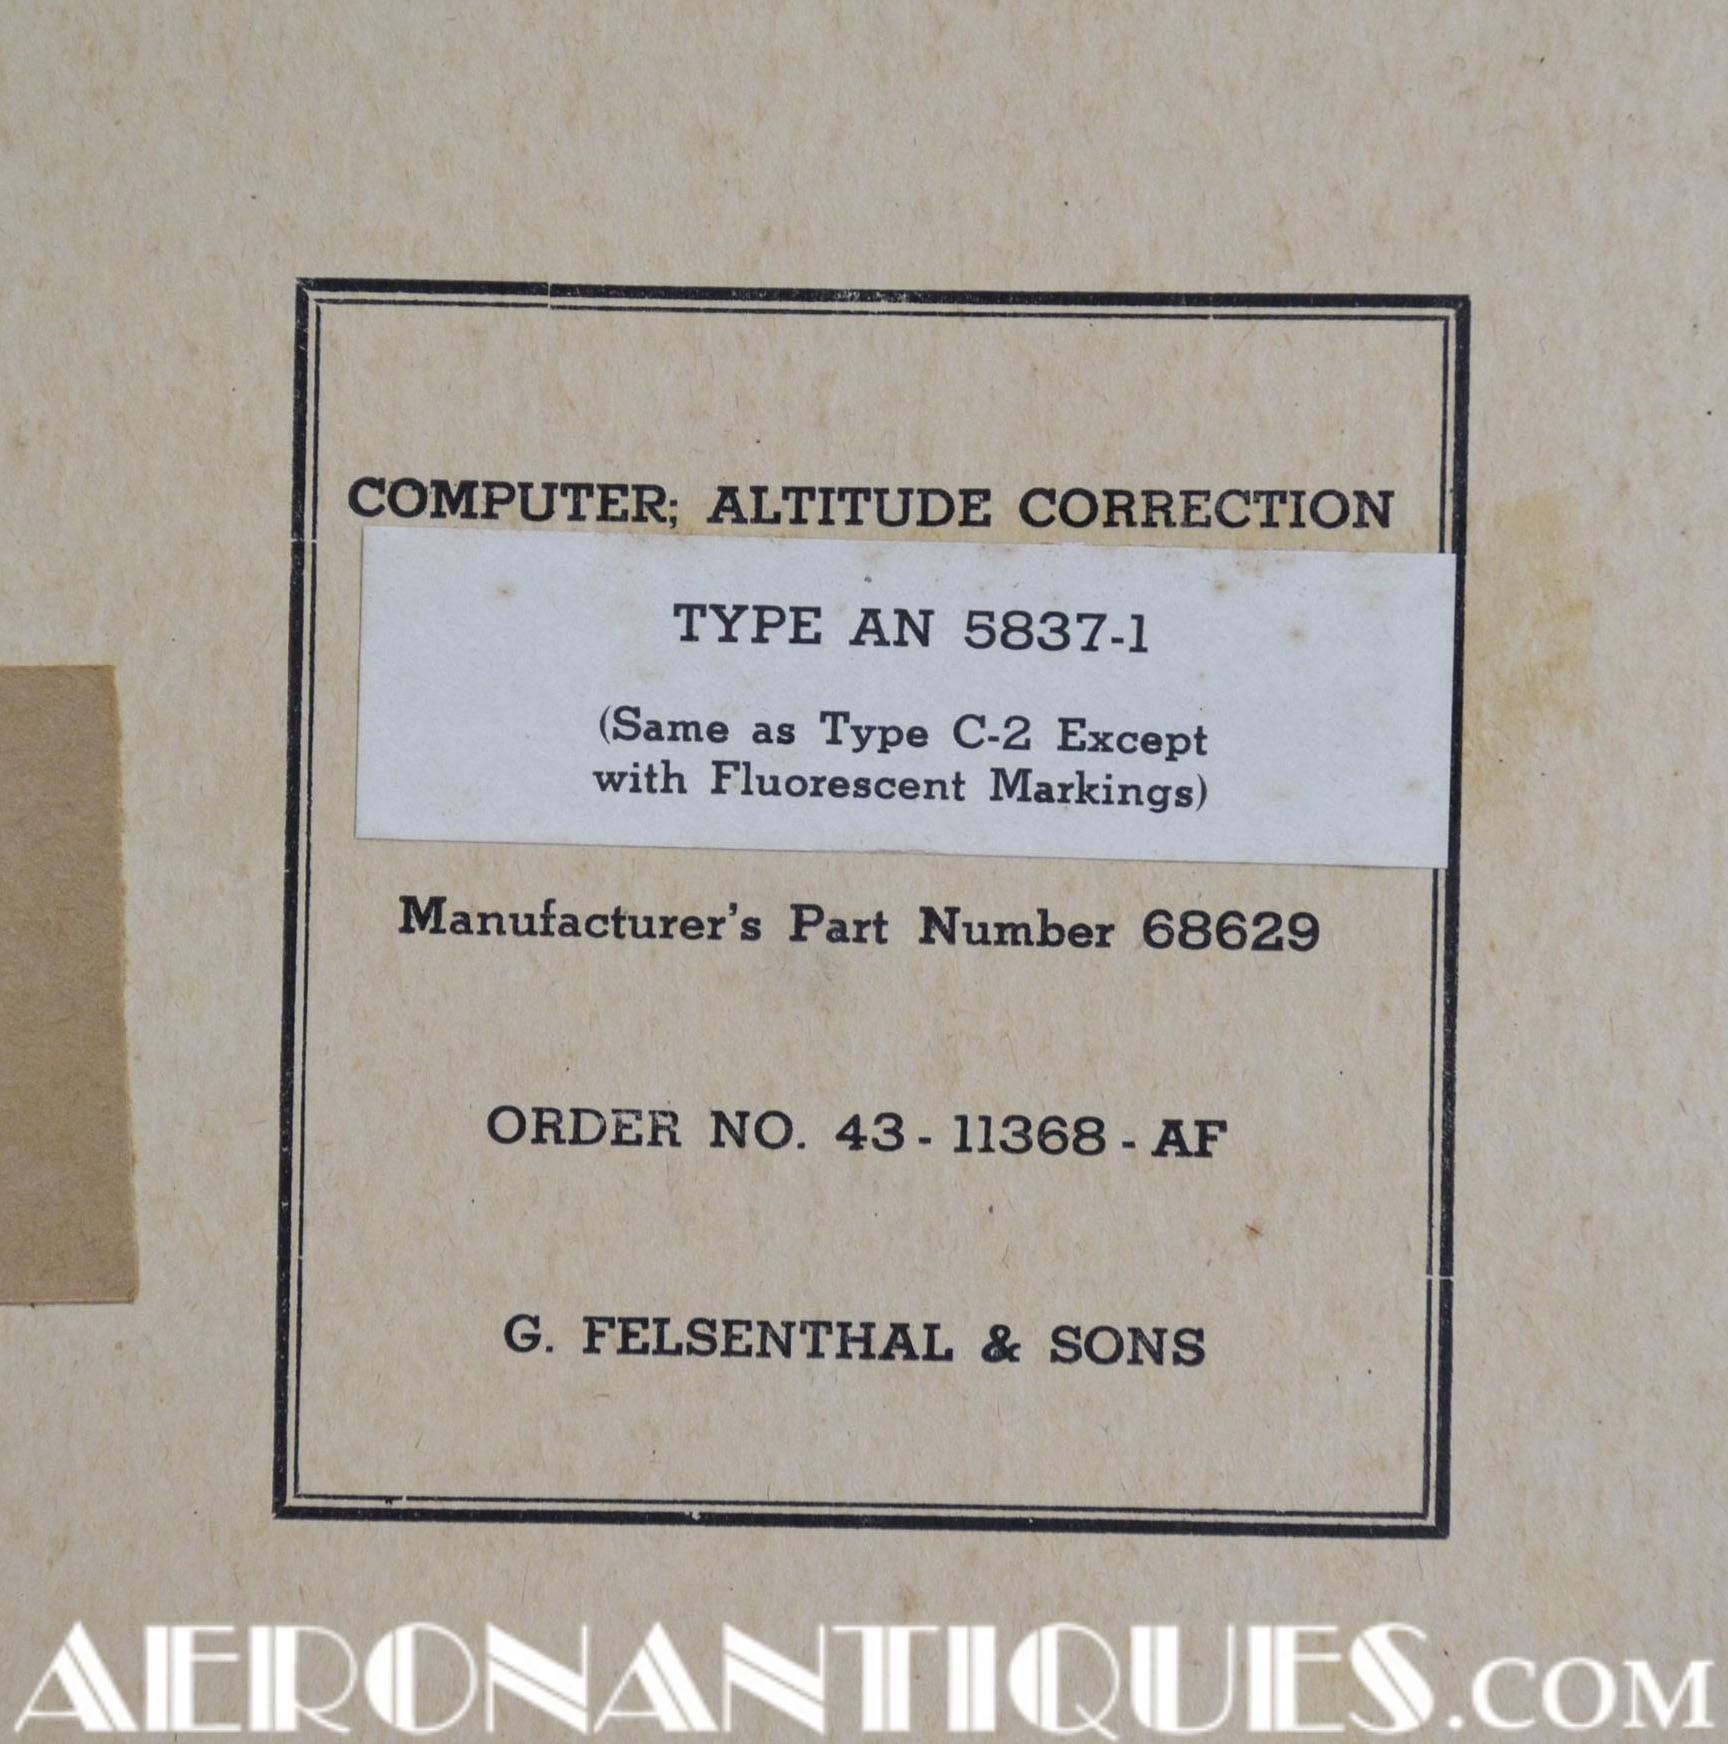 COMPUTER; ALTITUDE CORRECTION
TYPE AN 5837-1
(Same as Type C-2 Except
with Fluorescent Markings)
Manufacturer's Part Number 68629
ORDER NO. 43 - 11368 - AF
G. FELSENTHAL & SONS
AERONANTIQUES.COM